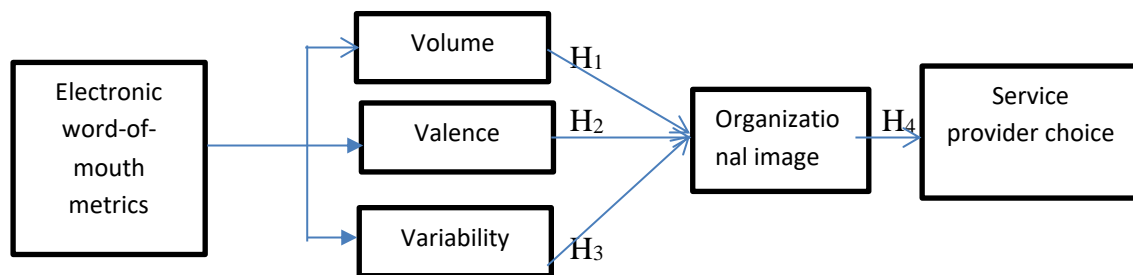 Electronic
word-of-
mouth
metrics
Volume
Valence
Variability
H1
H2
H3
Organizatio
nal image
H4
Service
provider choice